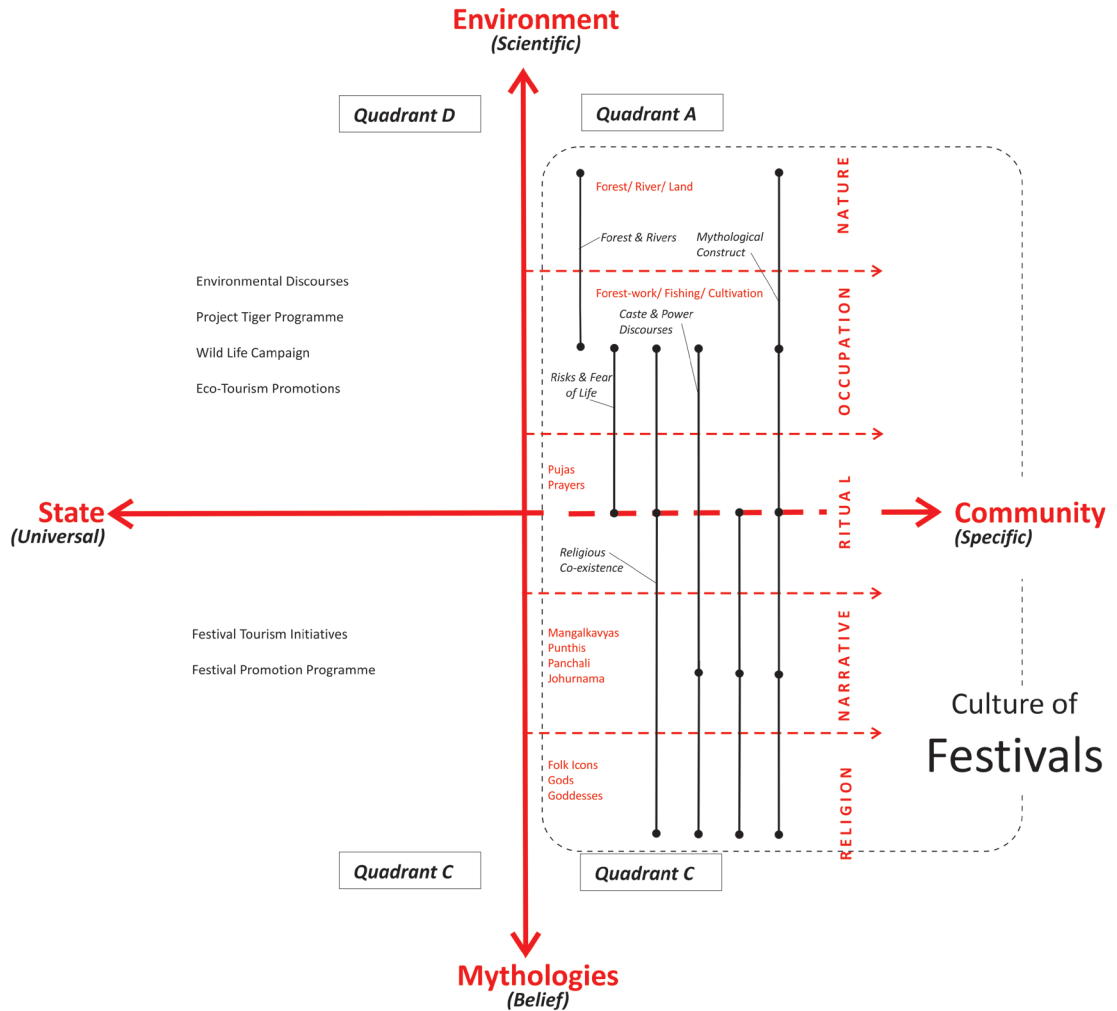 Environment
(Scientific)
Quadrant D
Quadrant A
Forest/ River/ Land
NATURE
Forest & Rivers
Mythological
Construct
Environmental Discourses
Project Tiger Programme
Wild Life Campaign
Eco-Tourism Promotions
Forest-work/ Fishing/ Cultivation
Caste & Power
Discourses
OCCUPATION
Risks & Fear
of Life
Pujas
Prayers
RITUAL
State
(Universal)
Community
(Specific)
Religious
Co-existence
Festival Tourism Initiatives
Festival Promotion Programme
Mangalkavyas
Punthis
Panchali
Johurnama
NARRATIVE
Culture of
Festivals
Folk Icons
Gods
Goddesses
RELIGION
Quadrant C
Quadrant C
Mythologies
(Belief)